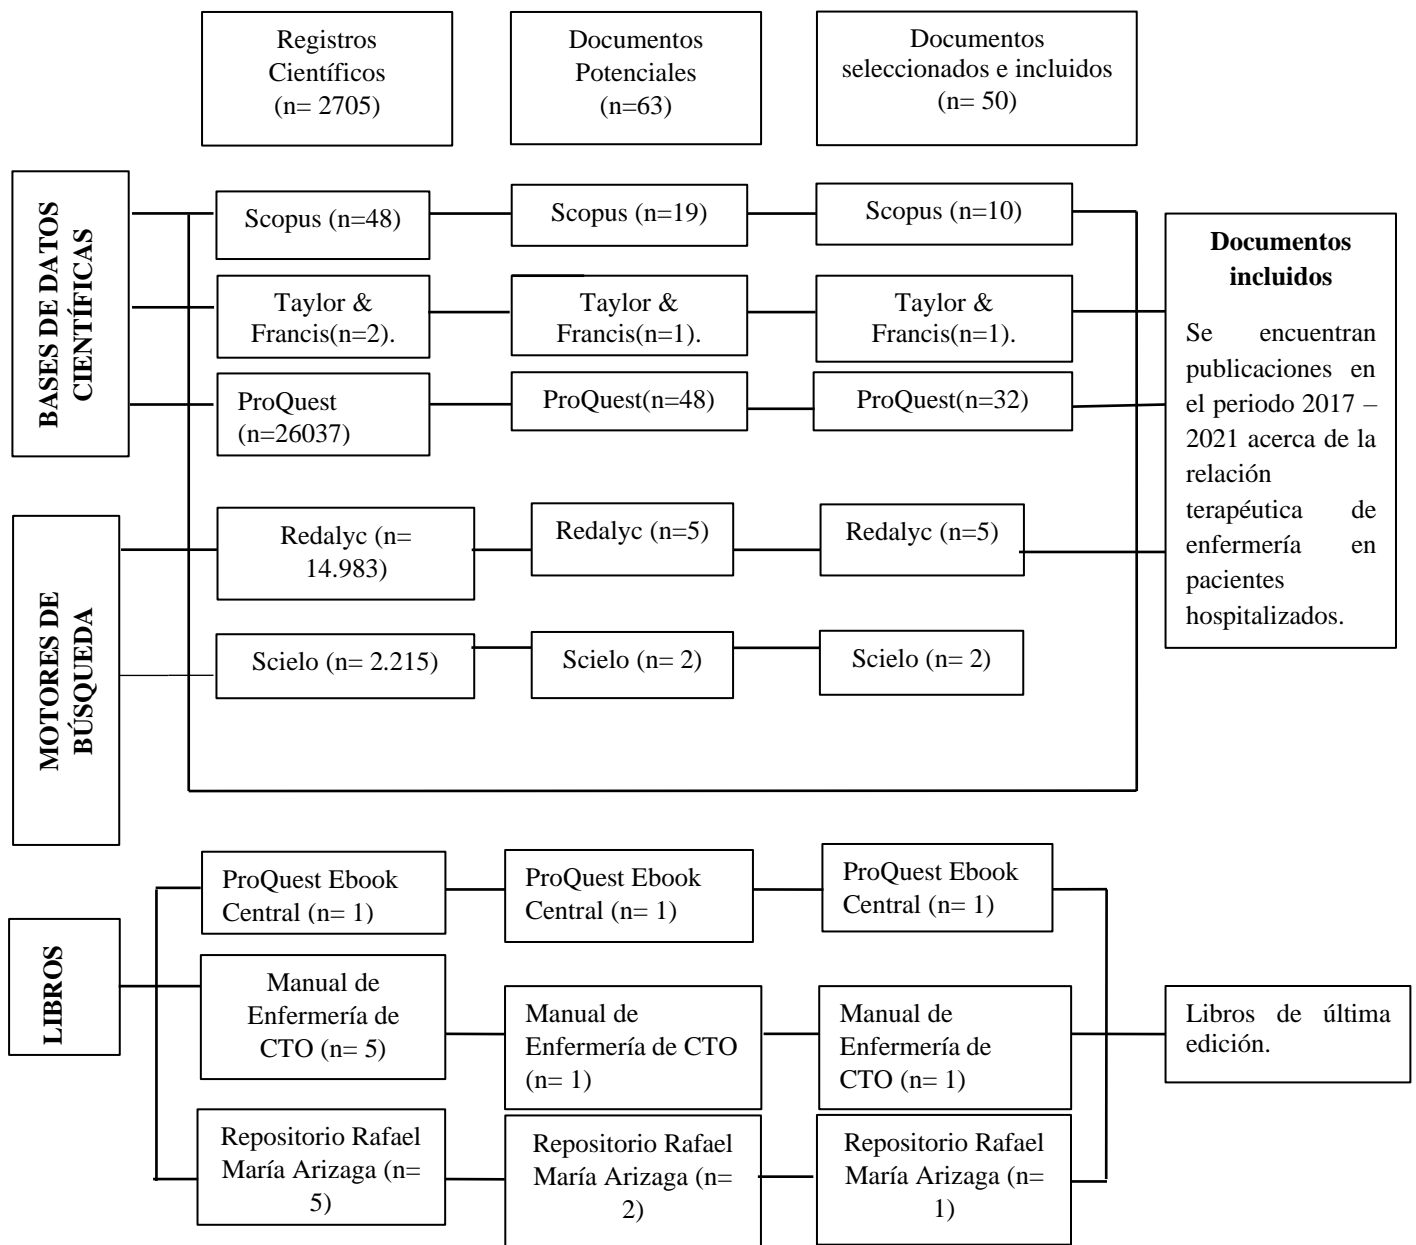 Registros
Científicos
(n= 2705)
Documentos
Potenciales
(n=63)
Documentos
seleccionados e incluidos
(n= 50)
BASES DE DATOS
CIENTÍFICAS
Scopus (n=48)
Scopus (n=19)
Scopus (n=10)
Taylor &
Francis(n=2).
Taylor &
Francis(n=1).
Taylor &
Francis(n=1).
ProQuest
(n=26037)
ProQuest(n=48)
ProQuest(n=32)
Documentos
incluidos
Se encuentran
publicaciones en
el periodo 2017 –
2021 acerca de la
relación
terapéutica de
enfermería en
pacientes
hospitalizados.
MOTORES DE
BÚSQUEDA
Redalyc (n=
14.983)
Redalyc (n=5)
Redalyc (n=5)
Scielo (n= 2.215)
Scielo (n= 2)
Scielo (n= 2)
LIBROS
ProQuest Ebook
Central (n= 1)
ProQuest Ebook
Central (n= 1)
ProQuest Ebook
Central (n= 1)
Manual de
Enfermería de
CTO (n= 5)
Manual de
Enfermería de CTO
(n= 1)
Manual de
Enfermería de
CTO (n= 1)
Libros de última
edición.
Repositorio Rafael
María Arizaga (n=
5)
Repositorio Rafael
María Arizaga (n=
2)
Repositorio Rafael
María Arizaga (n=
1)